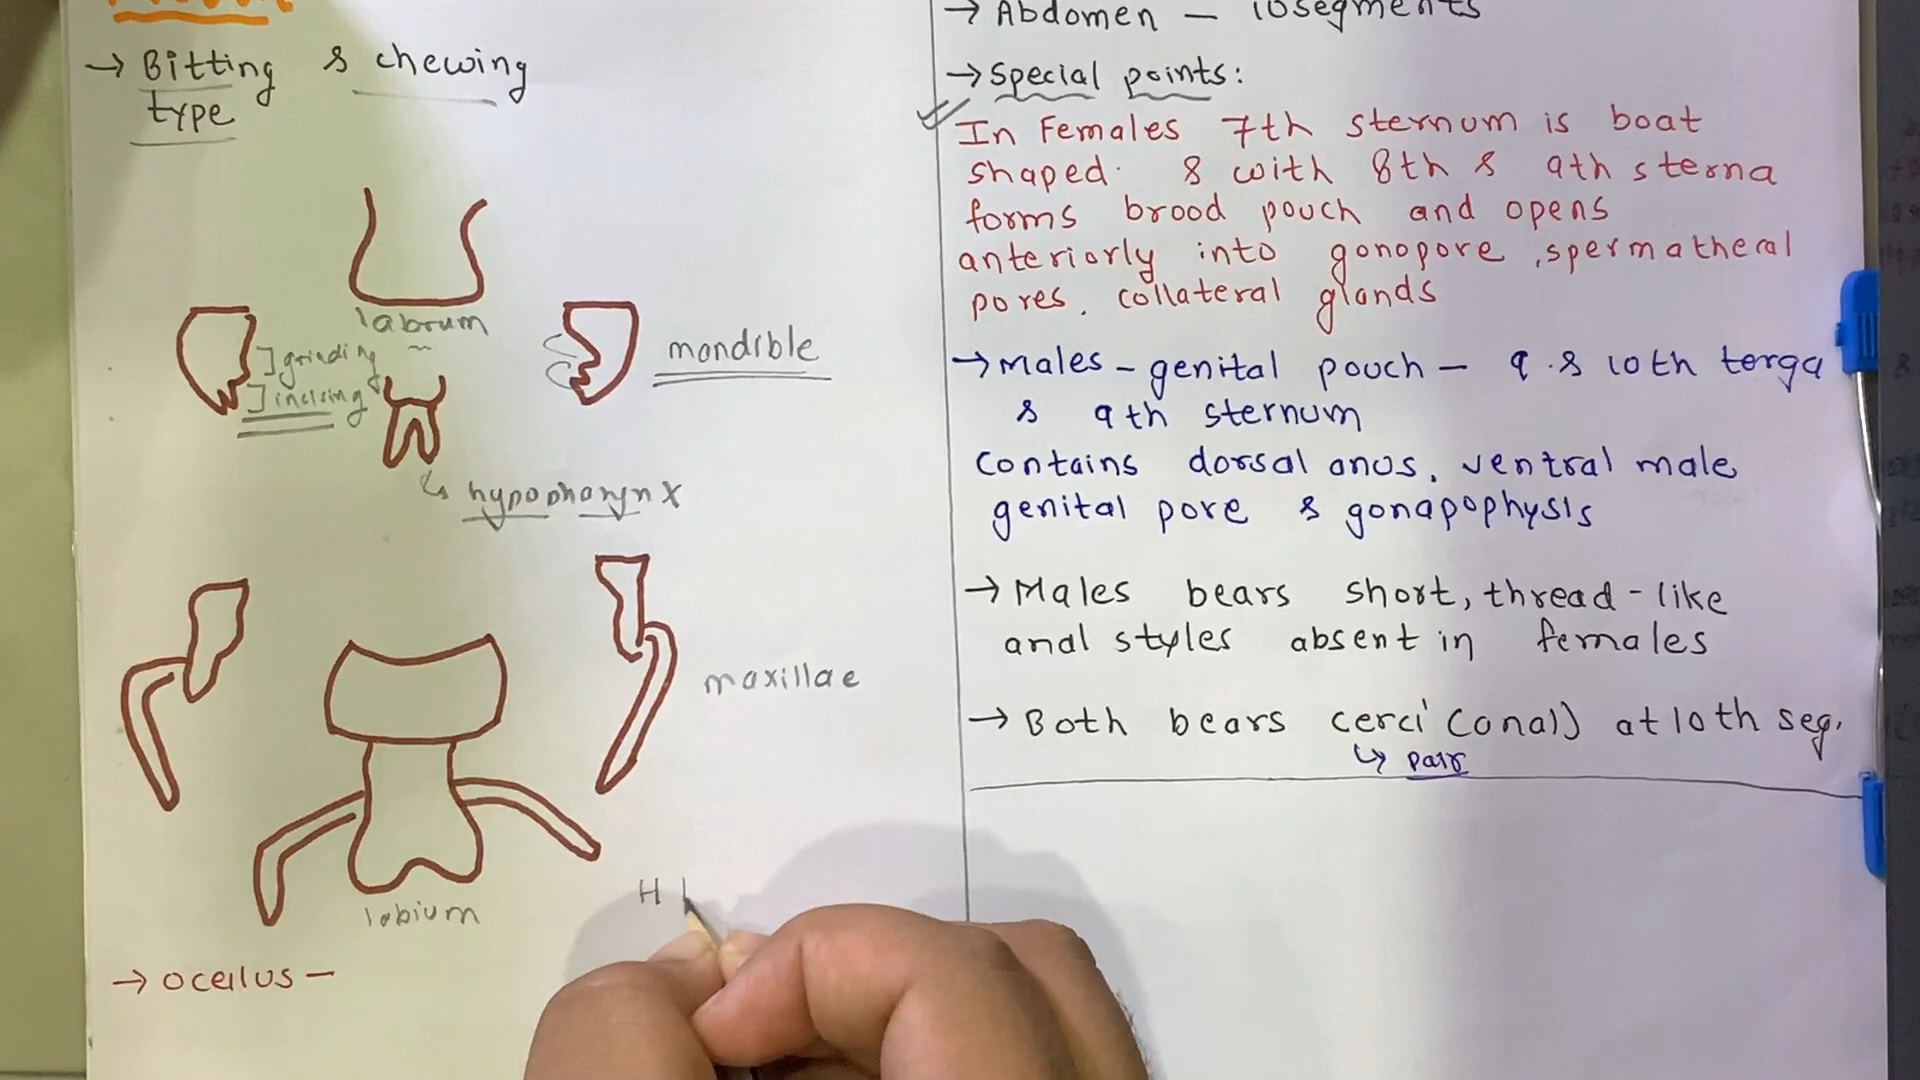 → Bitting & chewing
type
labrum
] grinding
] incising
mandible
↳ hypopharynx
maxillae
labium
H
→ ocellus -
→ Abdomen - 10 segments
→ Special points:
In Females 7th sternum is boat
shaped. & with 8th & 9th sterna
forms brood pouch and opens
anteriorly into gonopore, spermathecal
pores, collateral glands
→ Males - genital pouch - 9 & 10th terga
& 9th sternum
Contains dorsal anus, ventral male
genital pore & gonapophysis
→ Males bears short, thread-like
anal styles absent in females
→ Both bears cerci (anal) at 10th seg.
↳ pair